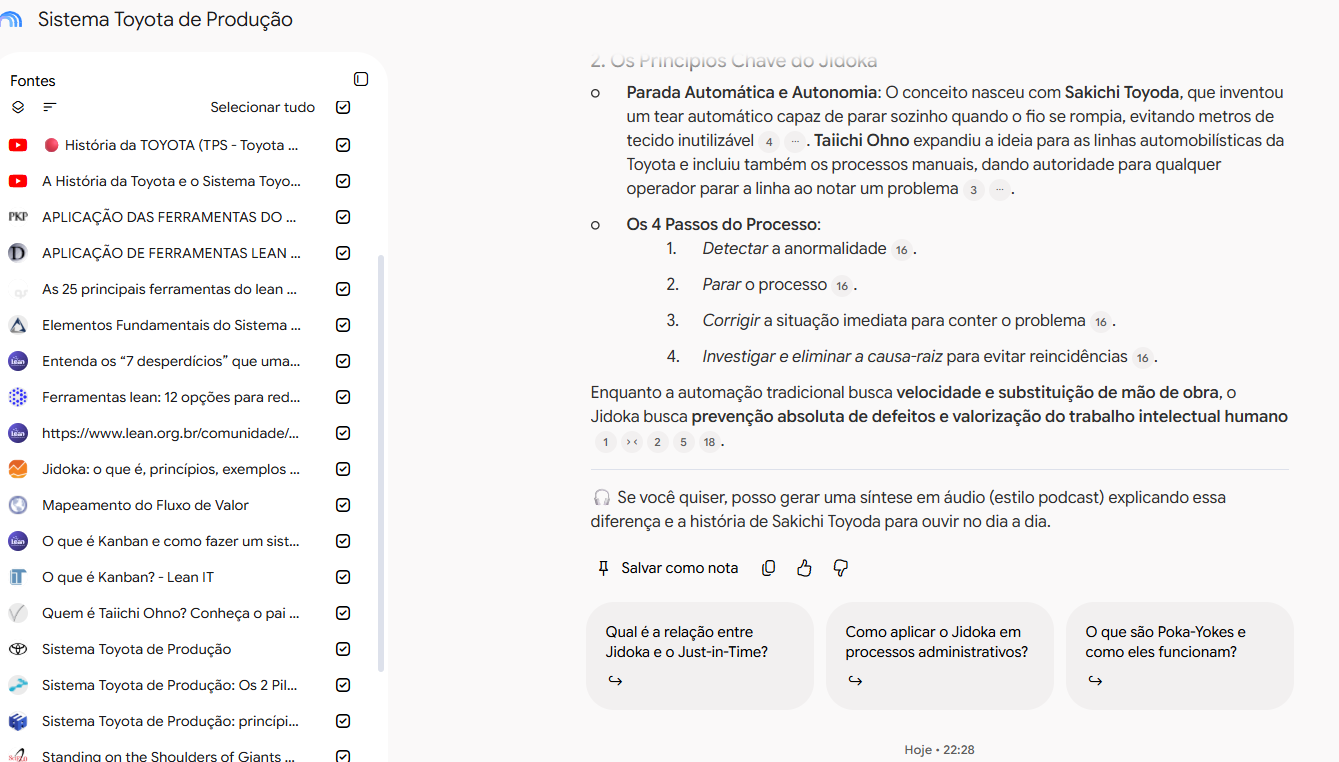 Sistema Toyota de Produção
Fontes
Selecionar tudo
História da TOYOTA (TPS - Toyota ...
A História da Toyota e o Sistema Toyo...
PKP APLICAÇÃO DAS FERRAMENTAS DO ...
D APLICAÇÃO DE FERRAMENTAS LEAN ...
As 25 principais ferramentas do lean ...
Elementos Fundamentais do Sistema ...
lean Entenda os “7 desperdícios” que uma...
Ferramentas lean: 12 opções para red...
lean https://www.lean.org.br/comunidade/...
Jidoka: o que é, princípios, exemplos ...
Mapeamento do Fluxo de Valor
lean O que é Kanban e como fazer um sist...
IT O que é Kanban? - Lean IT
Quem é Taiichi Ohno? Conheça o pai ...
Sistema Toyota de Produção
Sistema Toyota de Produção: Os 2 Pil...
Sistema Toyota de Produção: princípi...
Standing on the Shoulders of Giants ...
2. Os Princípios Chave do Jidoka
Parada Automática e Autonomia: O conceito nasceu com Sakichi Toyoda, que inventou
um tear automático capaz de parar sozinho quando o fio se rompia, evitando metros de
tecido inutilizável 4 ... . Taiichi Ohno expandiu a ideia para as linhas automobilísticas da
Toyota e incluiu também os processos manuais, dando autoridade para qualquer
operador parar a linha ao notar um problema 3 ... .
Os 4 Passos do Processo:
1. Detectar a anormalidade 16 .
2. Parar o processo 16 .
3. Corrigir a situação imediata para conter o problema 16 .
4. Investigar e eliminar a causa-raiz para evitar reincidências 16 .
Enquanto a automação tradicional busca velocidade e substituição de mão de obra, o
Jidoka busca prevenção absoluta de defeitos e valorização do trabalho intelectual humano
1 2 5 18 .
Se você quiser, posso gerar uma síntese em áudio (estilo podcast) explicando essa
diferença e a história de Sakichi Toyoda para ouvir no dia a dia.
Salvar como nota
Qual é a relação entre
Jidoka e o Just-in-Time?
Como aplicar o Jidoka em
processos administrativos?
O que são Poka-Yokes e
como eles funcionam?
Hoje • 22:28